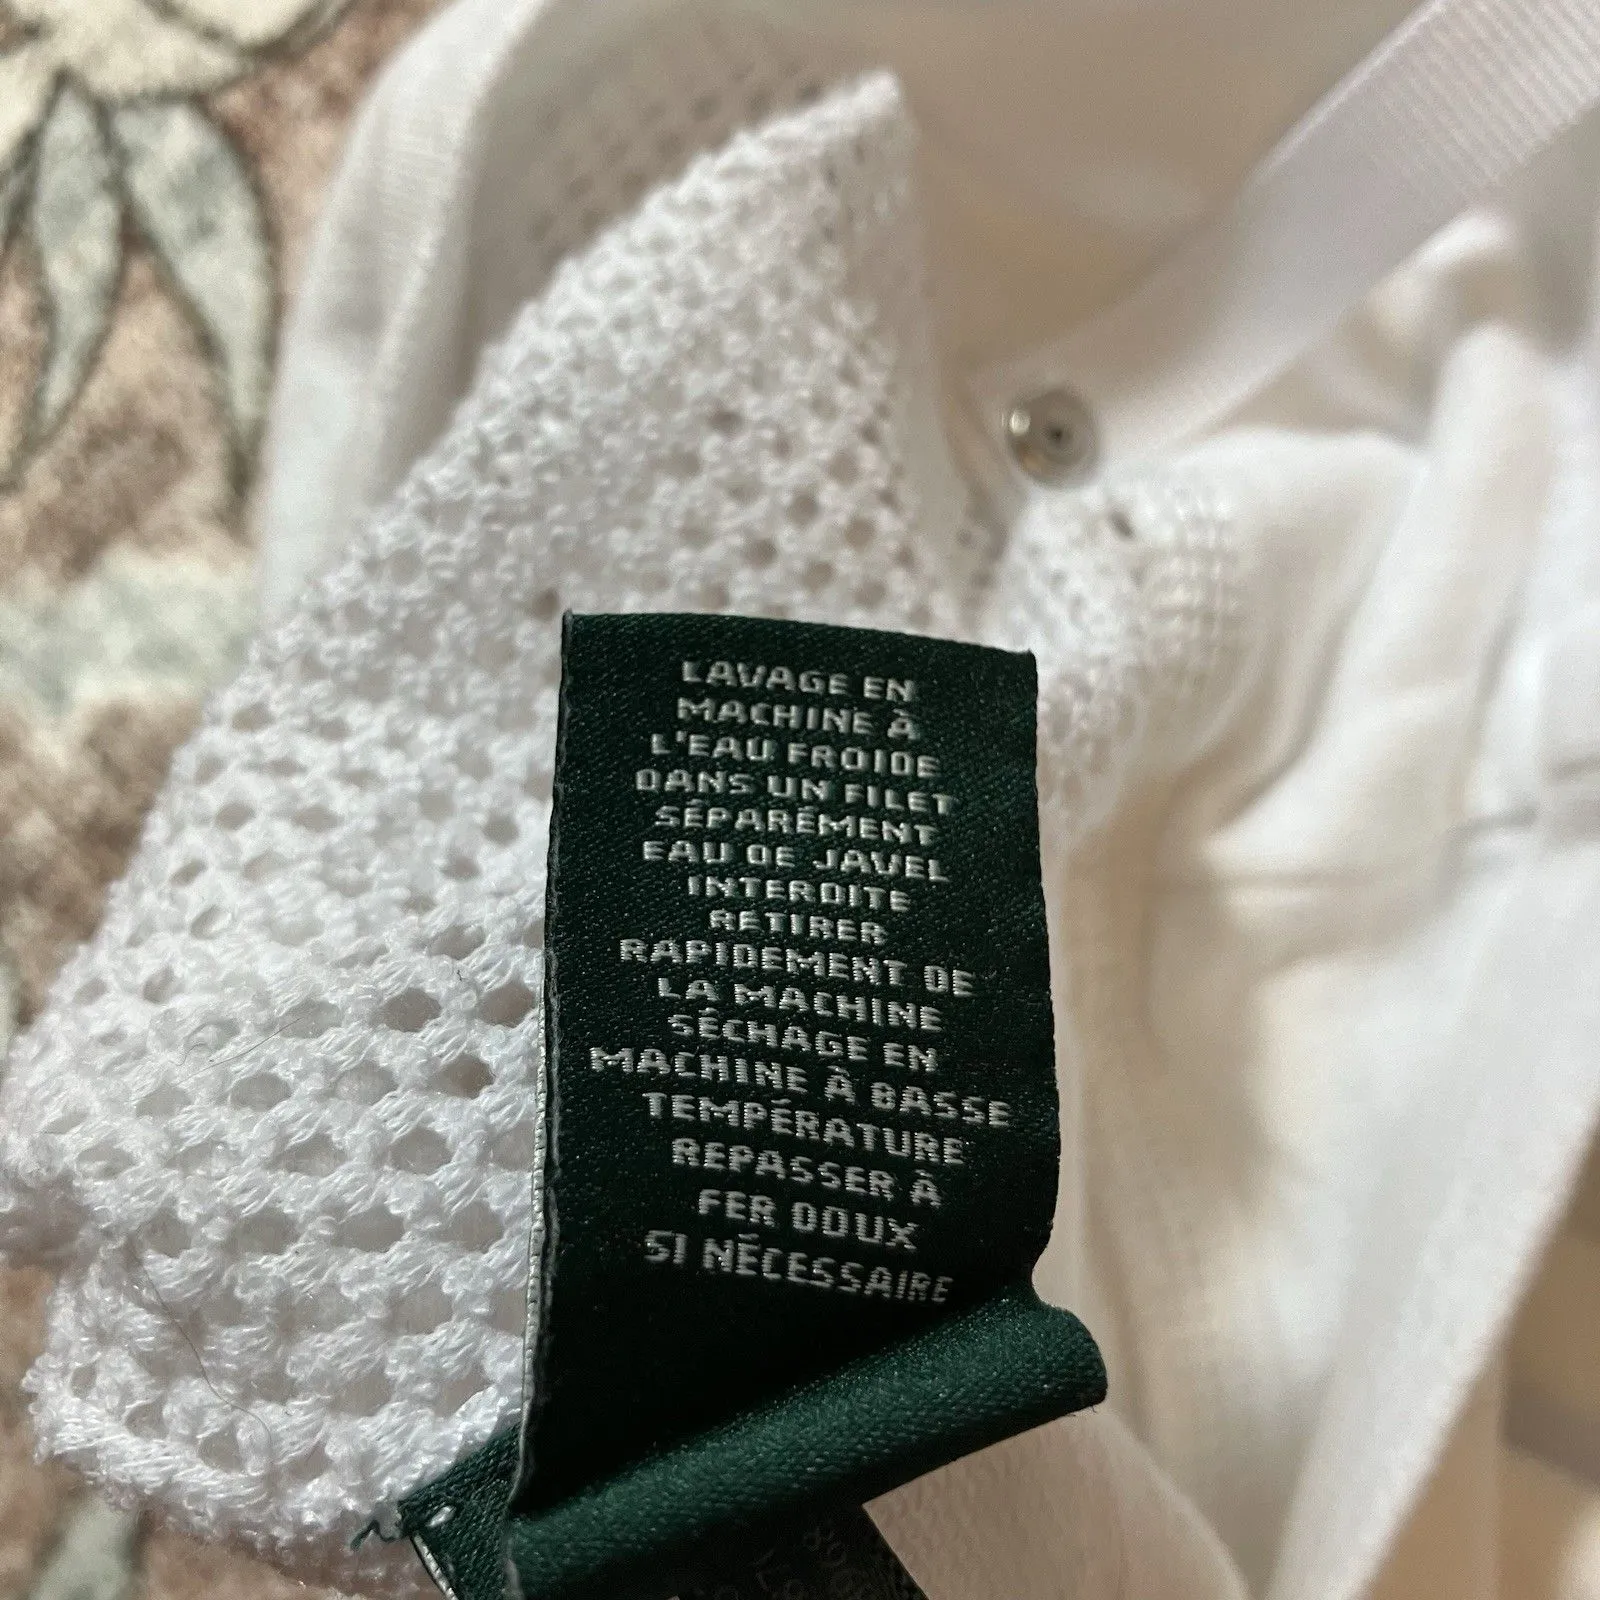 LAVAGE EN
MACHINE À
L'EAU FROIDE
DANS UN FILET
SÉPARÉMENT
EAU DE JAVEL
INTERDITE
RETIRER
RAPIDEMENT DE
LA MACHINE
SÉCHAGE EN
MACHINE À BASSE
TEMPÉRATURE
REPASSER À
FER DOUX
SI NÉCESSAIRE